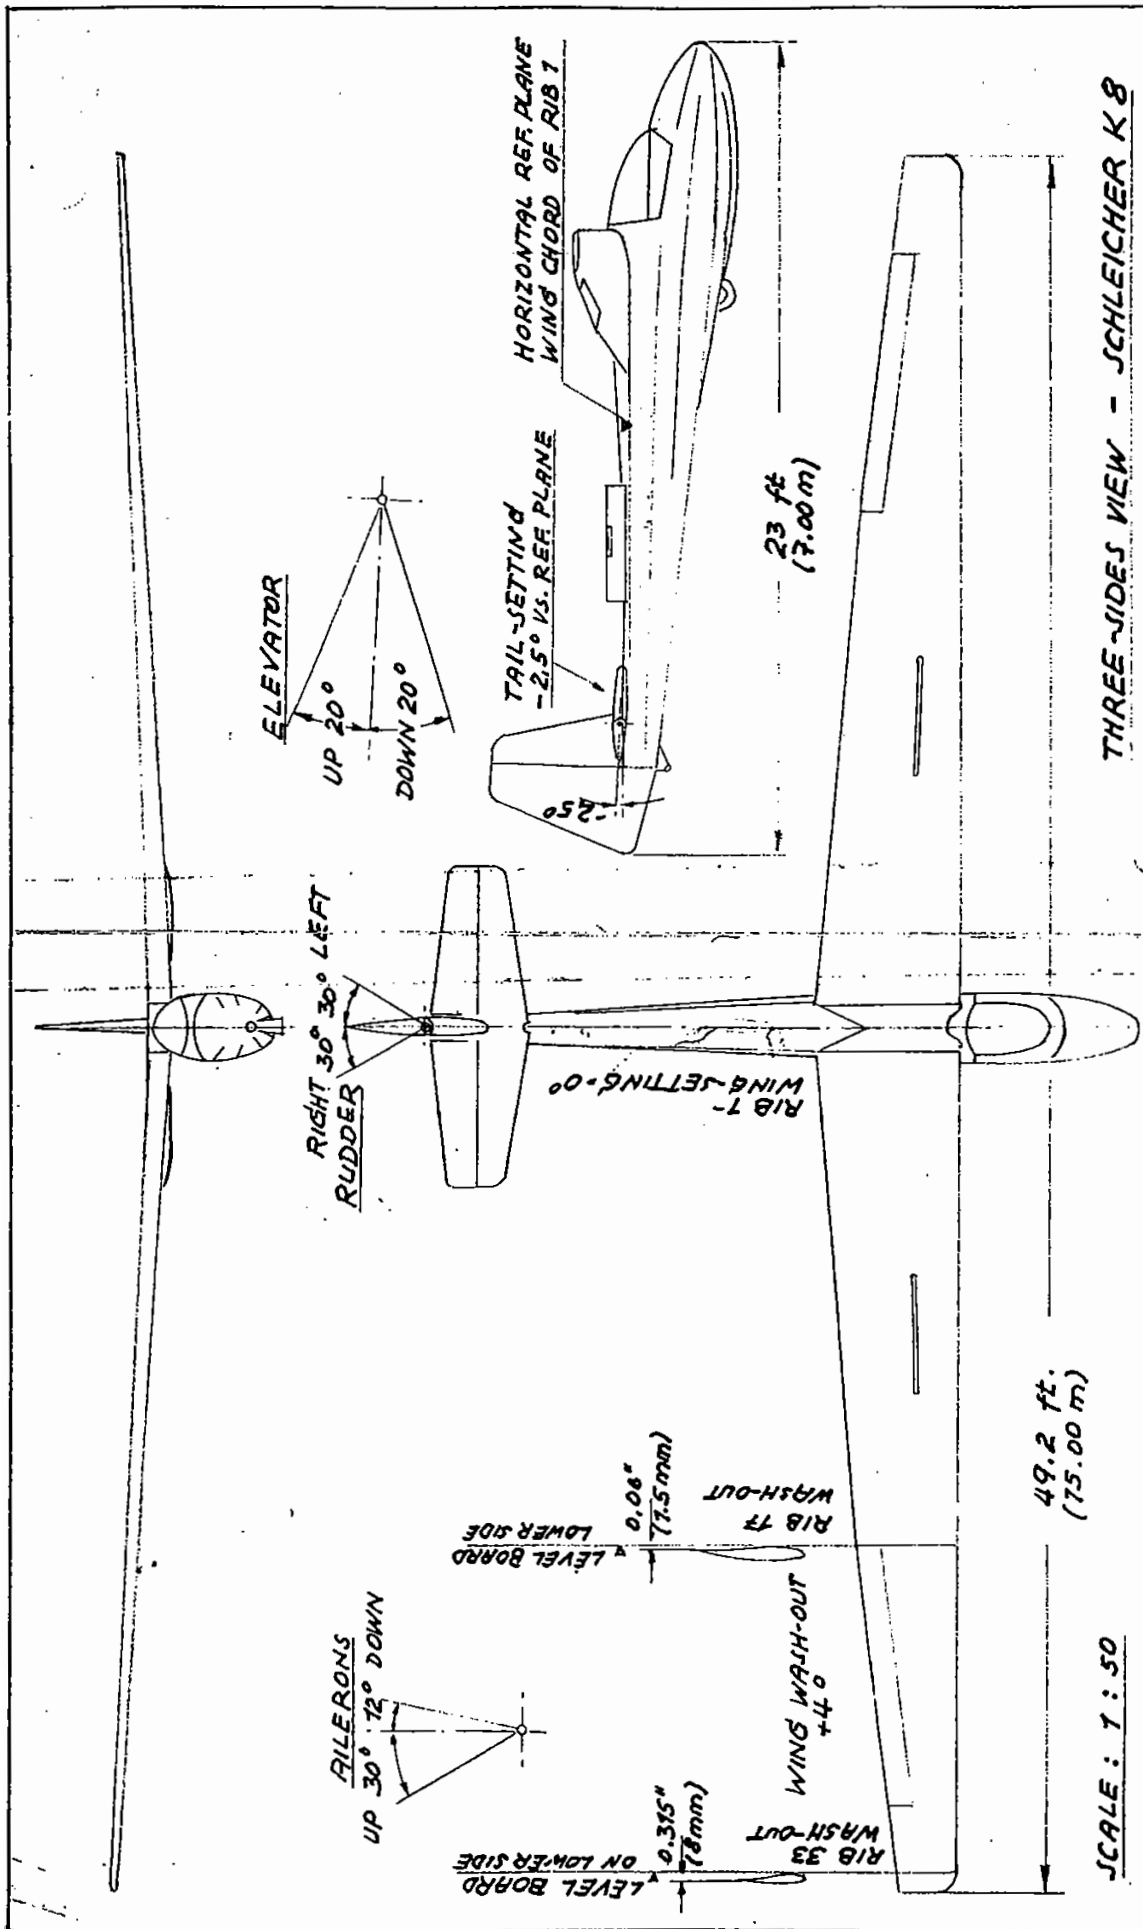 AILERONS
UP 30° 12° DOWN
RIGHT 30° 30° LEFT
RUDDER
ELEVATOR
UP 20°
DOWN 20°
LEVEL BOARD
ON LOWER SIDE
0.315"
(8mm)
RIB 33
WASH-OUT
WING WASH-OUT
+4°
LEVEL BOARD
LOWER SIDE
0.06"
(1.5mm)
RIB 17
WASH-OUT
RIB 1-
WING-SETTING-0°
TAIL-SETTING
-2,5° VS. REF. PLANE
HORIZONTAL REF. PLANE
WING CHORD OF RIB 1
-2,5°
23 ft
(7.00m)
49.2 ft.
(15.00 m)
SCALE: 1:50
THREE-SIDES VIEW - SCHLEICHER K8